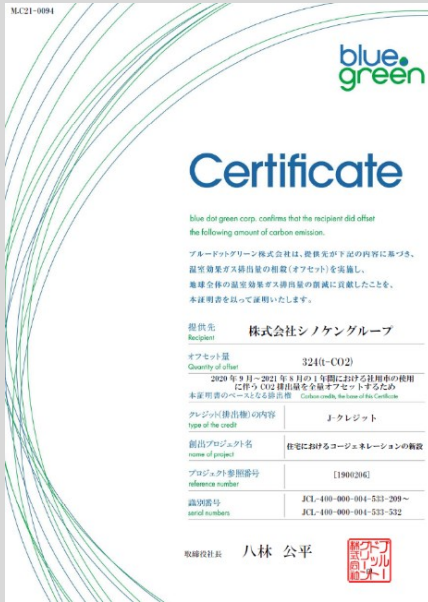 M-C21-0094
blue.
green
Certificate
blue dot green corp. confirms that the recipient did offset
the following amount of carbon emission.
ブルードットグリーン株式会社は、提供先が下記の内容に基づき、
温室効果ガス排出量の相殺(オフセット)を実施し、
地球全体の温室効果ガス排出量の削減に貢献したことを、
本証明書を以って証明いたします。
提供先 株式会社シノケングループ
Recipient
オフセット量 324(t-CO2)
Quantity of offset
2020年9月~2021年8月の1年間における社用車の使用
に伴うCO2排出量を全量オフセットするため
本証明書のベースとなる排出権 Carbon credits, the base of this Certificate
クレジット(排出権)の内容 J-クレジット
type of the credit
創出プロジェクト名 住宅におけるコージェネレーションの新設
name of project
プロジェクト参照番号 [1900206]
reference number
識別番号 JCL-400-000-004-533-209~
serial numbers JCL-400-000-004-533-532
取締役社長 八林 公平
ブルー
ドット
グリーン
株式会社